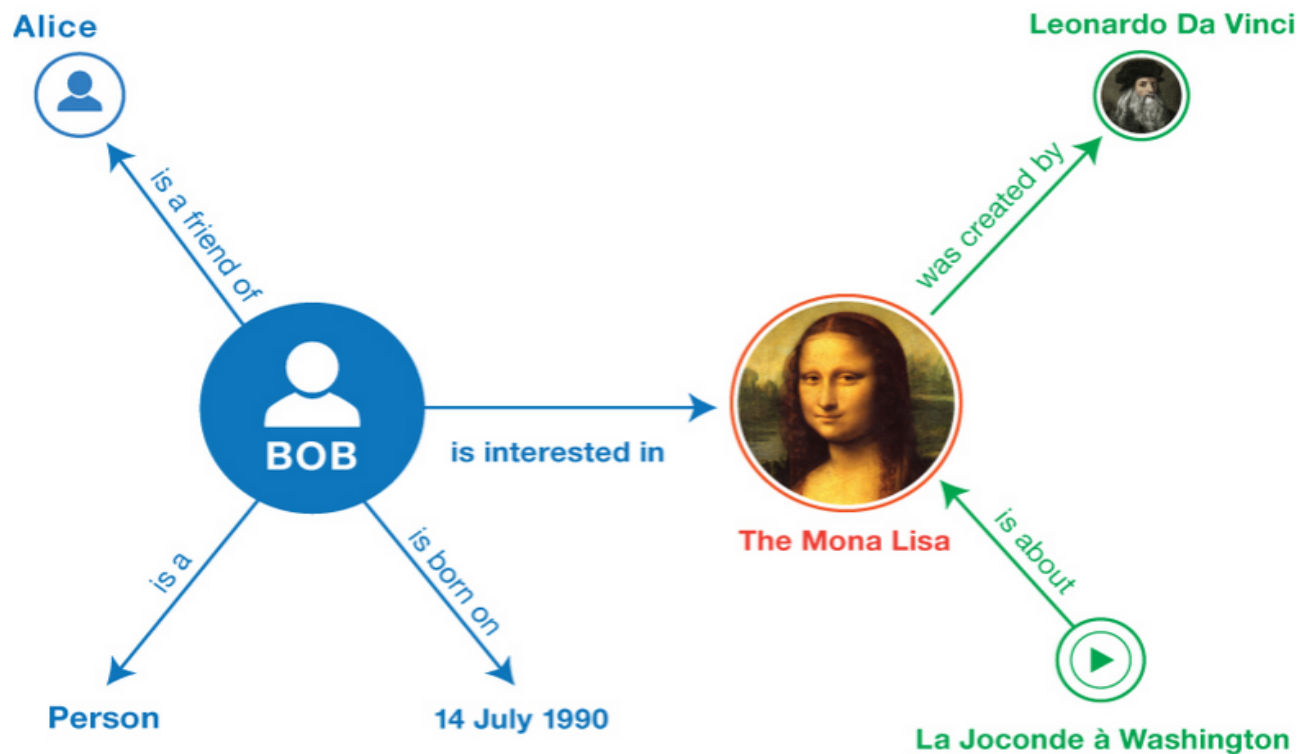 Alice
Leonardo Da Vinci
is a friend of
was created by
BOB
is interested in
The Mona Lisa
is a
is born on
is about
Person
14 July 1990
La Joconde à Washington